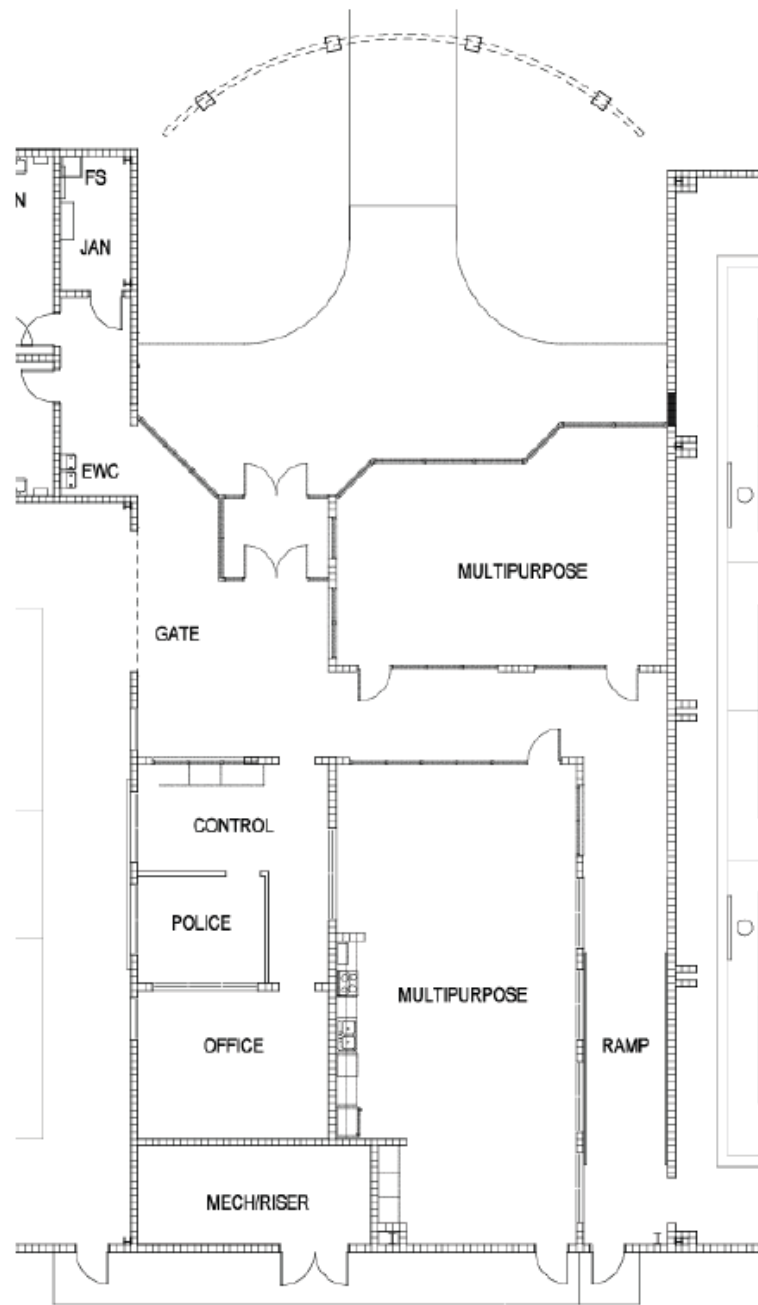 FS
N
JAN
EWC
MULTIPURPOSE
GATE
CONTROL
POLICE
MULTIPURPOSE
OFFICE
RAMP
MECH/RISER